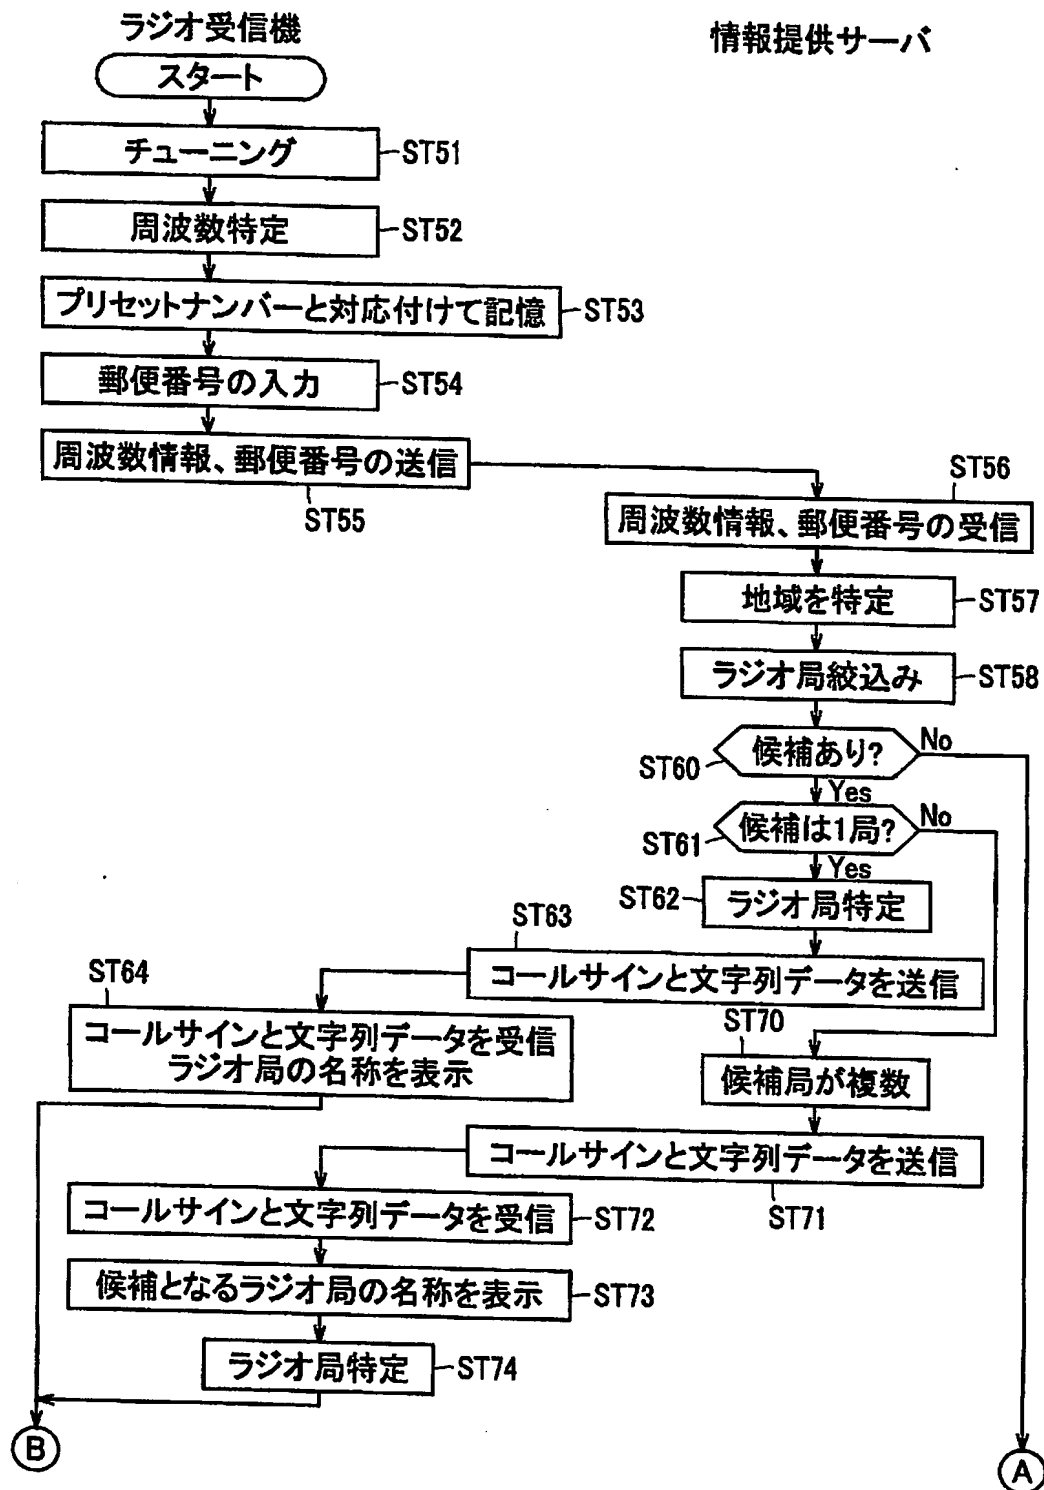 ラジオ受信機
情報提供サーバ
スタート
チューニング
ST51
周波数特定
ST52
プリセットナンバーと対応付けて記憶
ST53
郵便番号の入力
ST54
周波数情報、郵便番号の送信
ST55
ST56
周波数情報、郵便番号の受信
地域を特定
ST57
ラジオ局絞込み
ST58
候補あり?
No
ST60
Yes
候補は1局?
No
ST61
Yes
ST62
ラジオ局特定
ST63
コールサインと文字列データを送信
ST64
コールサインと文字列データを受信
ラジオ局の名称を表示
ST70
候補局が複数
コールサインと文字列データを送信
ST71
コールサインと文字列データを受信
ST72
候補となるラジオ局の名称を表示
ST73
ラジオ局特定
ST74
B
A